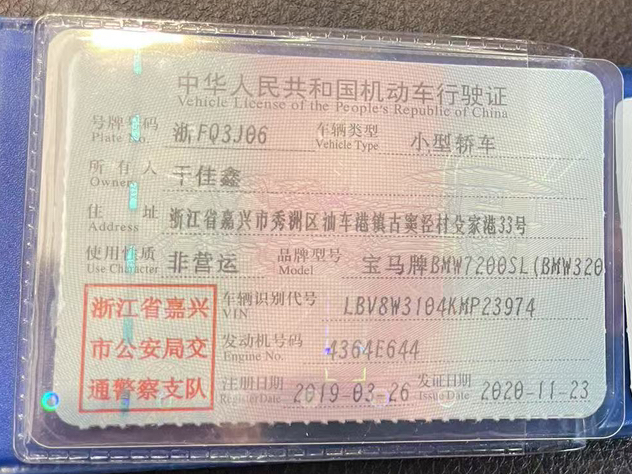 中华人民共和国机动车行驶证
Vehicle License of the People's Republic of China
号牌号码 浙FQ3J06 车辆类型 小型轿车
Plate No. Vehicle Type
所有人 干佳鑫
Owner
住址 浙江省嘉兴市秀洲区油车港镇古窦泾村殳家港33号
Address
使用性质 非营运 品牌型号 宝马牌BMW7200SL(BMW320
Use Character Model
浙江省嘉兴 车辆识别代号 LBV8W3104KMP23974
VIN
市公安局交 发动机号码 4364E644
Engine No.
通警察支队 注册日期 2019-03-26 发证日期 2020-11-23
Register Date Issue Date